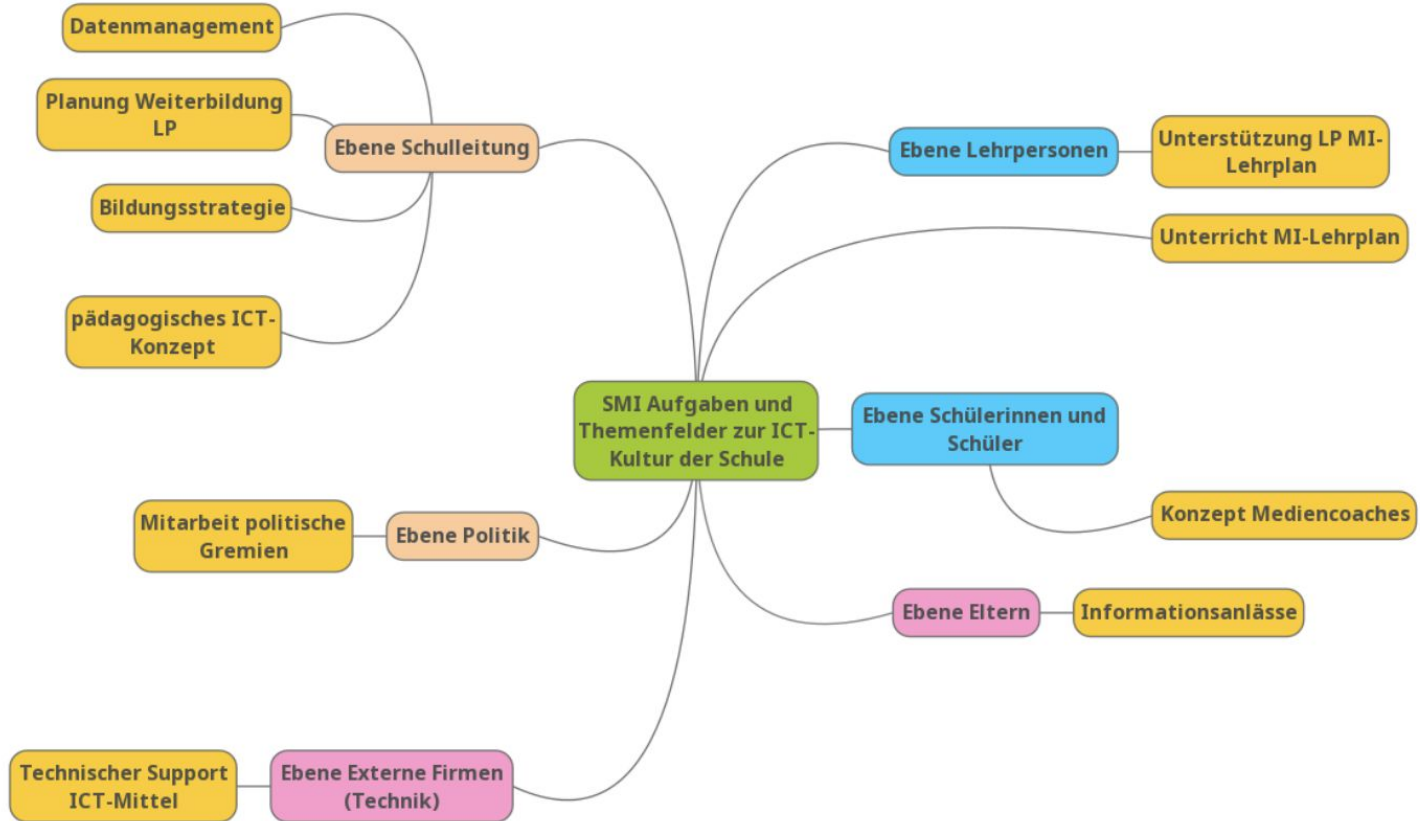 Datenmanagement
Planung Weiterbildung
LP
Ebene Schulleitung
Bildungsstrategie
pädagogisches ICT-
Konzept
Ebene Lehrpersonen
Unterstützung LP MI-
Lehrplan
Unterricht MI-Lehrplan
SMI Aufgaben und
Themenfelder zur ICT-
Kultur der Schule
Ebene Schülerinnen und
Schüler
Konzept Mediencoaches
Mitarbeit politische
Gremien
Ebene Politik
Ebene Eltern
Informationsanlässe
Technischer Support
ICT-Mittel
Ebene Externe Firmen
(Technik)